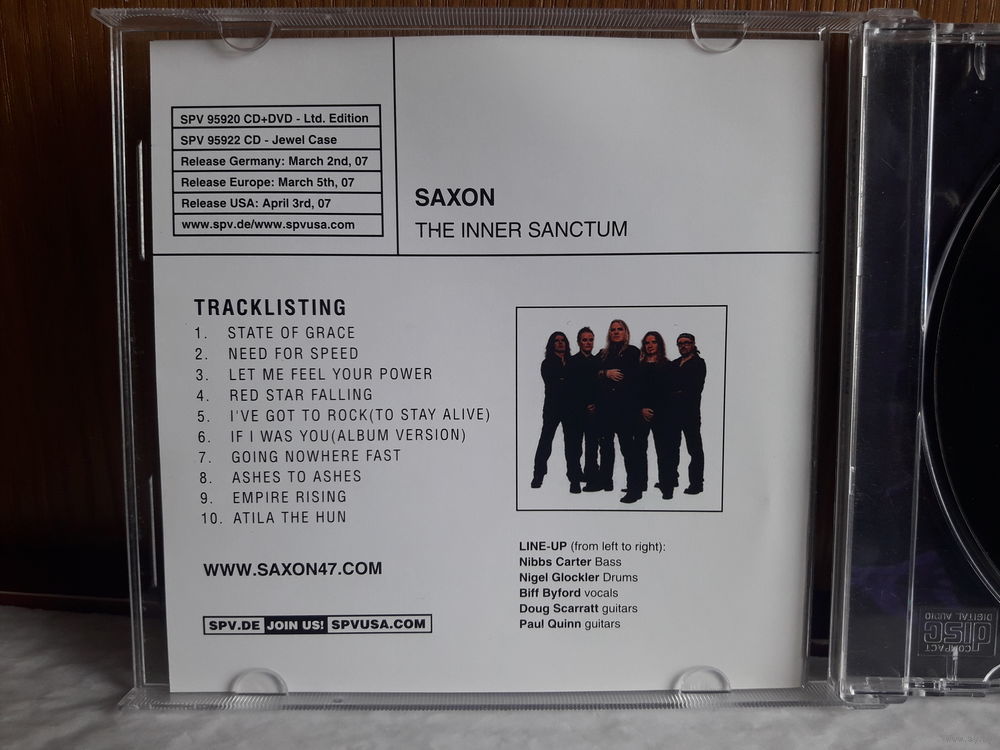 SPV 95920 CD+DVD - Ltd. Edition
SPV 95922 CD - Jewel Case
Release Germany: March 2nd, 07
Release Europe: March 5th, 07
Release USA: April 3rd, 07
www.spv.de/www.spvusa.com
SAXON
THE INNER SANCTUM
TRACKLISTING
1. STATE OF GRACE
2. NEED FOR SPEED
3. LET ME FEEL YOUR POWER
4. RED STAR FALLING
5. I'VE GOT TO ROCK(TO STAY ALIVE)
6. IF I WAS YOU(ALBUM VERSION)
7. GOING NOWHERE FAST
8. ASHES TO ASHES
9. EMPIRE RISING
10. ATILA THE HUN
WWW.SAXON47.COM
SPV.DE JOIN US! SPVUSA.COM
LINE-UP (from left to right):
Nibbs Carter Bass
Nigel Glockler Drums
Biff Byford vocals
Doug Scarratt guitars
Paul Quinn guitars
COMPACT
disc
DIGITAL AUDIO